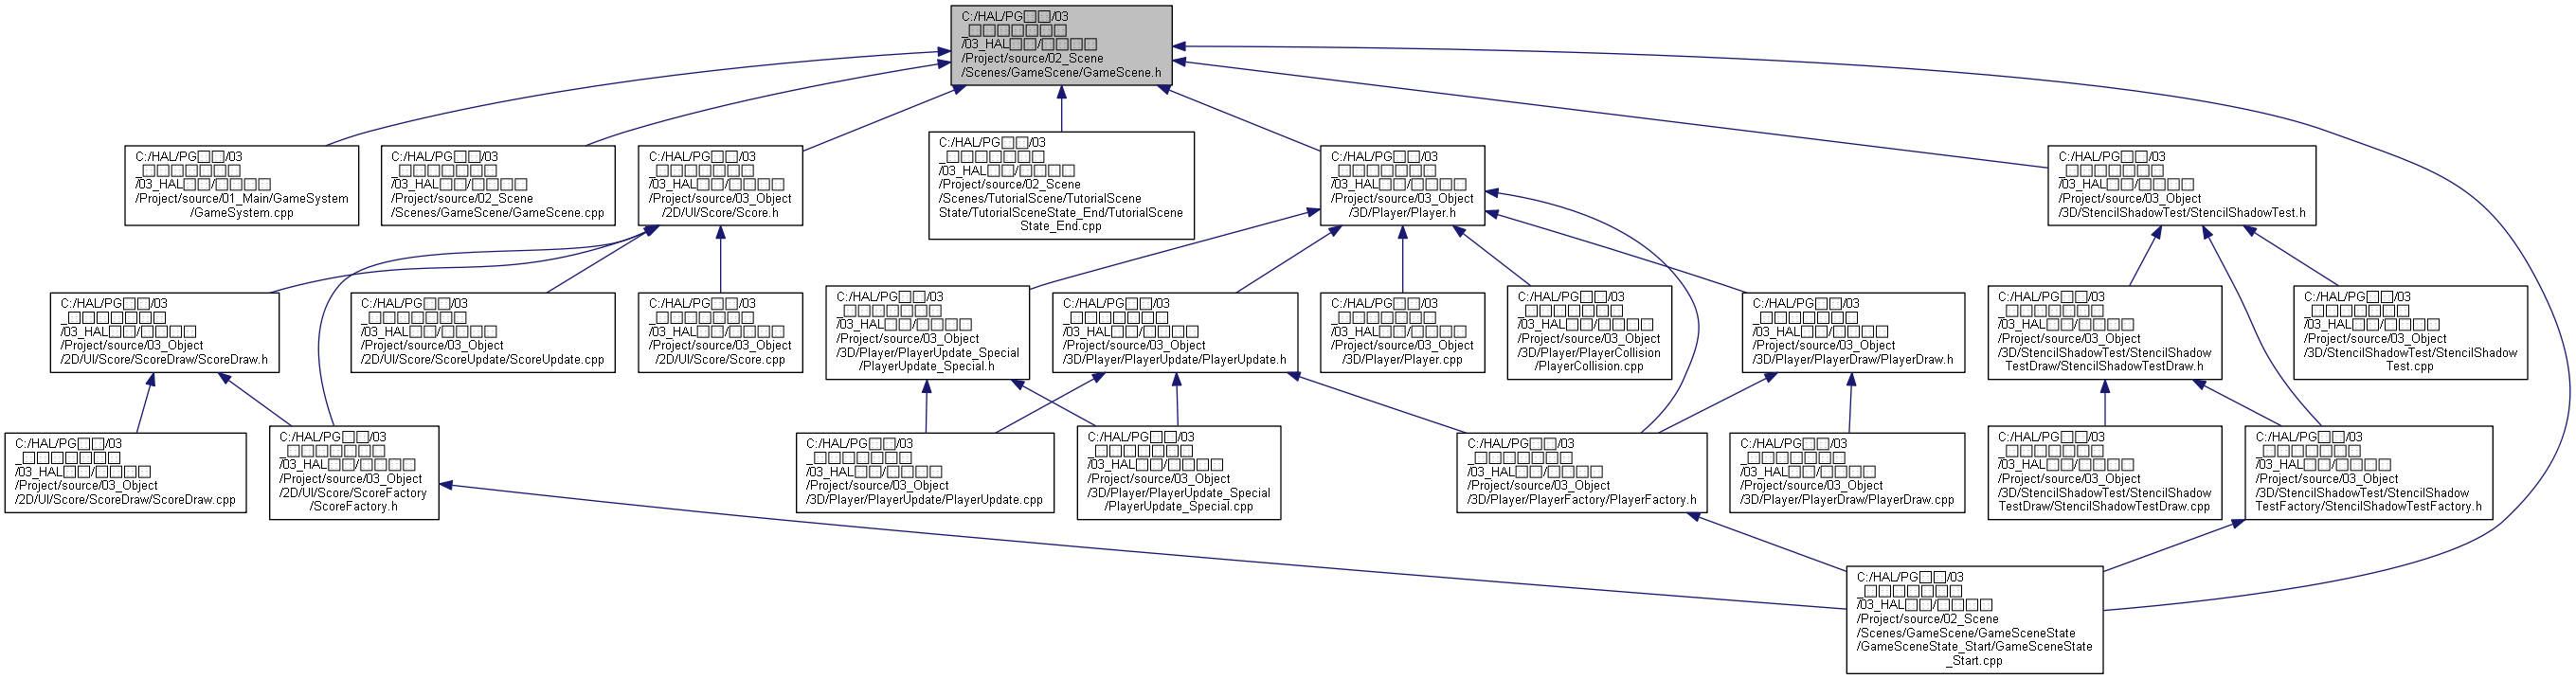 C:/HAL/PG□□/03
_□□□□□□□
/03_HAL□□/□□□□
/Project/source/02_Scene
/Scenes/GameScene/GameScene.h
C:/HAL/PG□□/03
_□□□□□□□
/03_HAL□□/□□□□
/Project/source/01_Main/GameSystem
/GameSystem.cpp
C:/HAL/PG□□/03
_□□□□□□□
/03_HAL□□/□□□□
/Project/source/02_Scene
/Scenes/GameScene/GameScene.cpp
C:/HAL/PG□□/03
_□□□□□□□
/03_HAL□□/□□□□
/Project/source/03_Object
/2D/UI/Score/Score.h
C:/HAL/PG□□/03
_□□□□□□□
/03_HAL□□/□□□□
/Project/source/02_Scene
/Scenes/TutorialScene/TutorialScene
State/TutorialSceneState_End/TutorialScene
State_End.cpp
C:/HAL/PG□□/03
_□□□□□□□
/03_HAL□□/□□□□
/Project/source/03_Object
/3D/Player/Player.h
C:/HAL/PG□□/03
_□□□□□□□
/03_HAL□□/□□□□
/Project/source/03_Object
/3D/StencilShadowTest/StencilShadowTest.h
C:/HAL/PG□□/03
_□□□□□□□
/03_HAL□□/□□□□
/Project/source/03_Object
/2D/UI/Score/ScoreDraw/ScoreDraw.h
C:/HAL/PG□□/03
_□□□□□□□
/03_HAL□□/□□□□
/Project/source/03_Object
/2D/UI/Score/ScoreUpdate/ScoreUpdate.cpp
C:/HAL/PG□□/03
_□□□□□□□
/03_HAL□□/□□□□
/Project/source/03_Object
/2D/UI/Score/Score.cpp
C:/HAL/PG□□/03
_□□□□□□□
/03_HAL□□/□□□□
/Project/source/03_Object
/3D/Player/PlayerUpdate_Special
/PlayerUpdate_Special.h
C:/HAL/PG□□/03
_□□□□□□□
/03_HAL□□/□□□□
/Project/source/03_Object
/3D/Player/PlayerUpdate/PlayerUpdate.h
C:/HAL/PG□□/03
_□□□□□□□
/03_HAL□□/□□□□
/Project/source/03_Object
/3D/Player/Player.cpp
C:/HAL/PG□□/03
_□□□□□□□
/03_HAL□□/□□□□
/Project/source/03_Object
/3D/Player/PlayerCollision
/PlayerCollision.cpp
C:/HAL/PG□□/03
_□□□□□□□
/03_HAL□□/□□□□
/Project/source/03_Object
/3D/Player/PlayerDraw/PlayerDraw.h
C:/HAL/PG□□/03
_□□□□□□□
/03_HAL□□/□□□□
/Project/source/03_Object
/3D/StencilShadowTest/StencilShadow
TestDraw/StencilShadowTestDraw.h
C:/HAL/PG□□/03
_□□□□□□□
/03_HAL□□/□□□□
/Project/source/03_Object
/3D/StencilShadowTest/StencilShadow
Test.cpp
C:/HAL/PG□□/03
_□□□□□□□
/03_HAL□□/□□□□
/Project/source/03_Object
/2D/UI/Score/ScoreDraw/ScoreDraw.cpp
C:/HAL/PG□□/03
_□□□□□□□
/03_HAL□□/□□□□
/Project/source/03_Object
/2D/UI/Score/ScoreFactory
/ScoreFactory.h
C:/HAL/PG□□/03
_□□□□□□□
/03_HAL□□/□□□□
/Project/source/03_Object
/3D/Player/PlayerUpdate/PlayerUpdate.cpp
C:/HAL/PG□□/03
_□□□□□□□
/03_HAL□□/□□□□
/Project/source/03_Object
/3D/Player/PlayerUpdate_Special
/PlayerUpdate_Special.cpp
C:/HAL/PG□□/03
_□□□□□□□
/03_HAL□□/□□□□
/Project/source/03_Object
/3D/Player/PlayerFactory/PlayerFactory.h
C:/HAL/PG□□/03
_□□□□□□□
/03_HAL□□/□□□□
/Project/source/03_Object
/3D/Player/PlayerDraw/PlayerDraw.cpp
C:/HAL/PG□□/03
_□□□□□□□
/03_HAL□□/□□□□
/Project/source/03_Object
/3D/StencilShadowTest/StencilShadow
TestDraw/StencilShadowTestDraw.cpp
C:/HAL/PG□□/03
_□□□□□□□
/03_HAL□□/□□□□
/Project/source/03_Object
/3D/StencilShadowTest/StencilShadow
TestFactory/StencilShadowTestFactory.h
C:/HAL/PG□□/03
_□□□□□□□
/03_HAL□□/□□□□
/Project/source/02_Scene
/Scenes/GameScene/GameSceneState
/GameSceneState_Start/GameSceneState
_Start.cpp